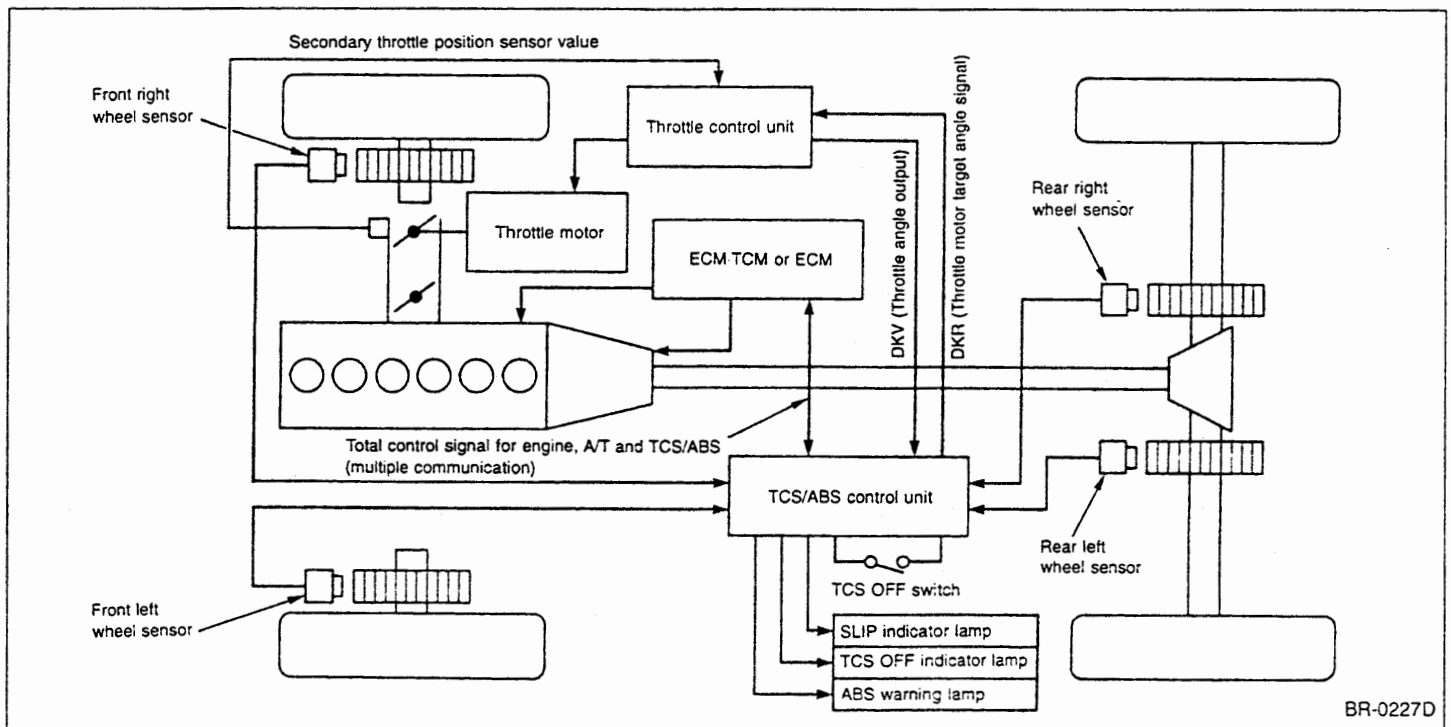 Secondary throttle position sensor value
Front right
wheel sensor
Throttle control unit
Throttle motor
ECM·TCM or ECM
DKV (Throttle angle output)
DKR (Throttle motor targot angle signal)
Rear right
wheel sensor
Total control signal for engine, A/T and TCS/ABS
(multiple communication)
TCS/ABS control unit
Rear left
wheel sensor
TCS OFF switch
Front left
wheel sensor
SLIP indicator lamp
TCS OFF indicator lamp
ABS warning lamp
BR-0227D